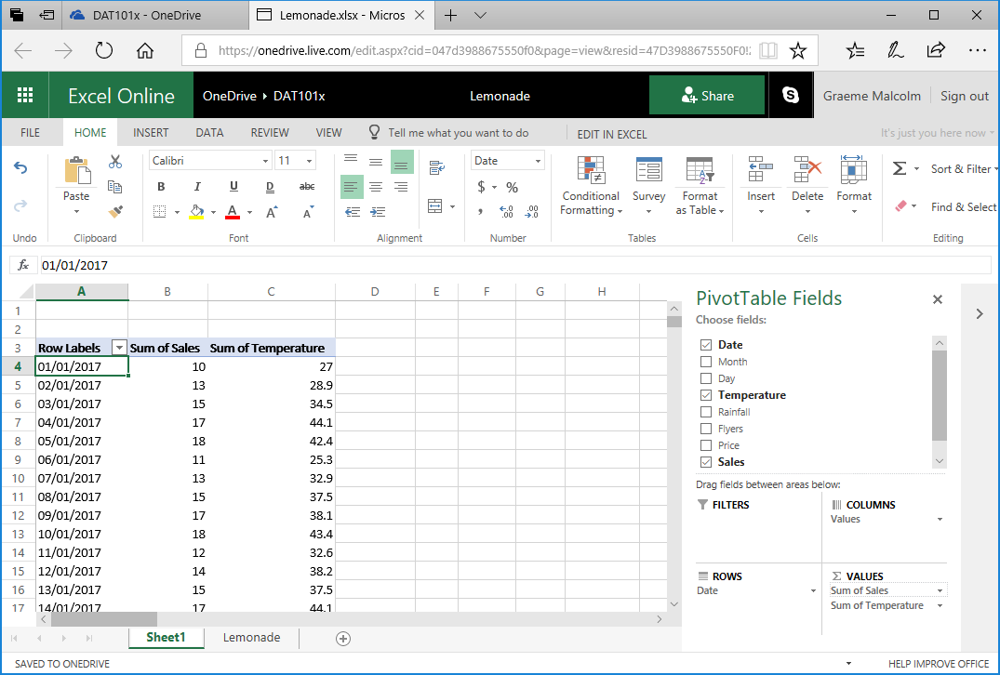 DAT101x - OneDrive
Lemonade.xlsx - Micros
https://onedrive.live.com/edit.aspx?cid=047d3988675550f0&page=view&resid=47D3988675550F0!
Excel Online
OneDrive ▸ DAT101x
Lemonade
Share
Graeme Malcolm
Sign out
FILE HOME INSERT DATA REVIEW VIEW Tell me what you want to do EDIT IN EXCEL It's just you here now
Calibri 11 Date
Paste
B I U D abc
$ % Conditional Formatting Survey Format as Table
Insert Delete Format
Σ Sort & Filter
A A A
Find & Select
Undo Clipboard Font Alignment Number Tables Cells Editing
fx 01/01/2017
A B C D E F G H
1
2
3 Row Labels Sum of Sales Sum of Temperature
4 01/01/2017 10 27
5 02/01/2017 13 28.9
6 03/01/2017 15 34.5
7 04/01/2017 17 44.1
8 05/01/2017 18 42.4
9 06/01/2017 11 25.3
10 07/01/2017 13 32.9
11 08/01/2017 15 37.5
12 09/01/2017 17 38.1
13 10/01/2017 18 43.4
14 11/01/2017 12 32.6
15 12/01/2017 14 38.2
16 13/01/2017 15 37.5
17 14/01/2017 17 44.1
PivotTable Fields
Choose fields:
Date
Month
Day
Temperature
Rainfall
Flyers
Price
Sales
Drag fields between areas below:
FILTERS
COLUMNS
Values
ROWS
Date
Σ VALUES
Sum of Sales
Sum of Temperature
Sheet1 Lemonade
SAVED TO ONEDRIVE
HELP IMPROVE OFFICE